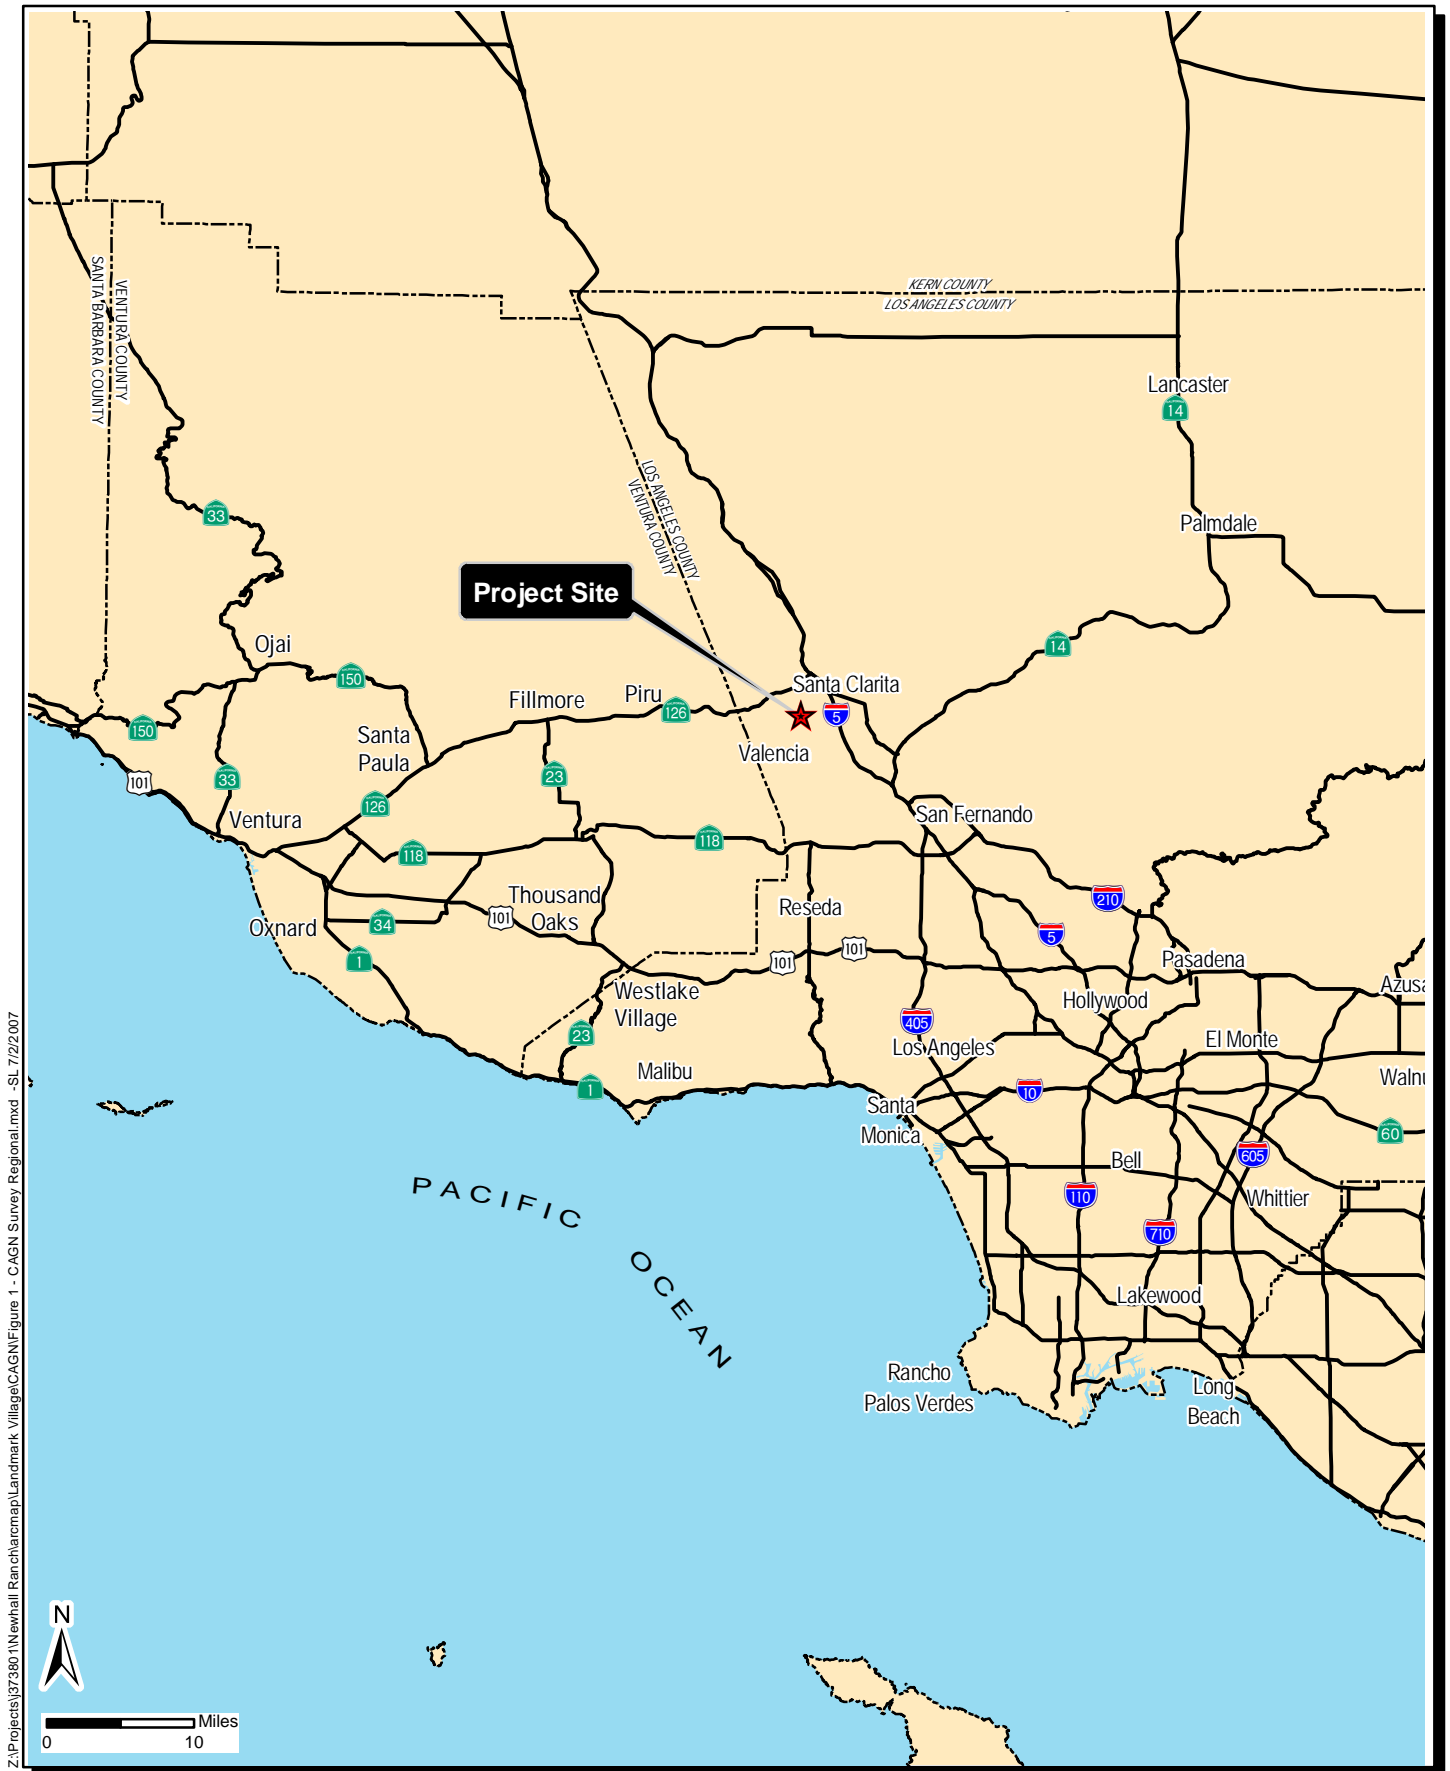 KERN COUNTY
LOS ANGELES COUNTY
VENTURA COUNTY
SANTA BARBARA COUNTY
Lancaster
14
LOS ANGELES COUNTY
VENTURA COUNTY
33
Palmdale
Project Site
Ojai
14
150
Santa Clarita
Fillmore
Piru
126
5
150
Santa
Paula
Valencia
101
33
23
126
Ventura
San Fernando
118
118
210
Thousand
Oaks
Reseda
101
34
Oxnard
5
101
101
1
Pasadena
Azusa
Westlake
Village
Hollywood
405
23
Los Angeles
El Monte
Malibu
1
10
Walnu
Santa
Monica
60
605
Bell
110
Whittier
PACIFIC
OCEAN
710
Lakewood
Rancho
Palos Verdes
Long
Beach
N
Miles
0 10
Z:\Projects\j373801\Newhall Ranch\arcmap\Landmark Village\CAGN\Figure 1 - CAGN Survey Regional.mxd -SL 7/2/2007